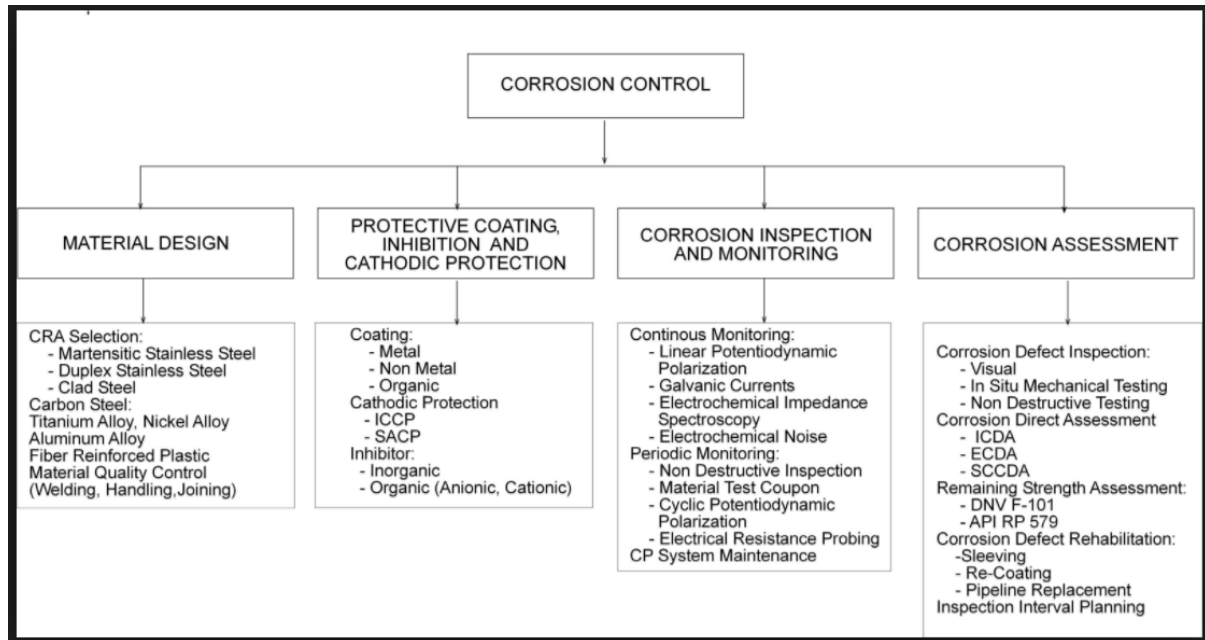 CORROSION CONTROL
MATERIAL DESIGN
PROTECTIVE COATING,
INHIBITION AND
CATHODIC PROTECTION
CORROSION INSPECTION
AND MONITORING
CORROSION ASSESSMENT
CRA Selection:
- Martensitic Stainless Steel
- Duplex Stainless Steel
- Clad Steel
Carbon Steel:
Titanium Alloy, Nickel Alloy
Aluminum Alloy
Fiber Reinforced Plastic
Material Quality Control
(Welding, Handling,Joining)
Coating:
- Metal
- Non Metal
- Organic
Cathodic Protection
- ICCP
- SACP
Inhibitor:
- Inorganic
- Organic (Anionic, Cationic)
Continous Monitoring:
- Linear Potentiodynamic
Polarization
- Galvanic Currents
- Electrochemical Impedance
Spectroscopy
- Electrochemical Noise
Periodic Monitoring:
- Non Destructive Inspection
- Material Test Coupon
- Cyclic Potentiodynamic
Polarization
- Electrical Resistance Probing
CP System Maintenance
Corrosion Defect Inspection:
- Visual
- In Situ Mechanical Testing
- Non Destructive Testing
Corrosion Direct Assessment
- ICDA
- ECDA
- SCCDA
Remaining Strength Assessment:
- DNV F-101
- API RP 579
Corrosion Defect Rehabilitation:
-Sleeving
- Re-Coating
- Pipeline Replacement
Inspection Interval Planning